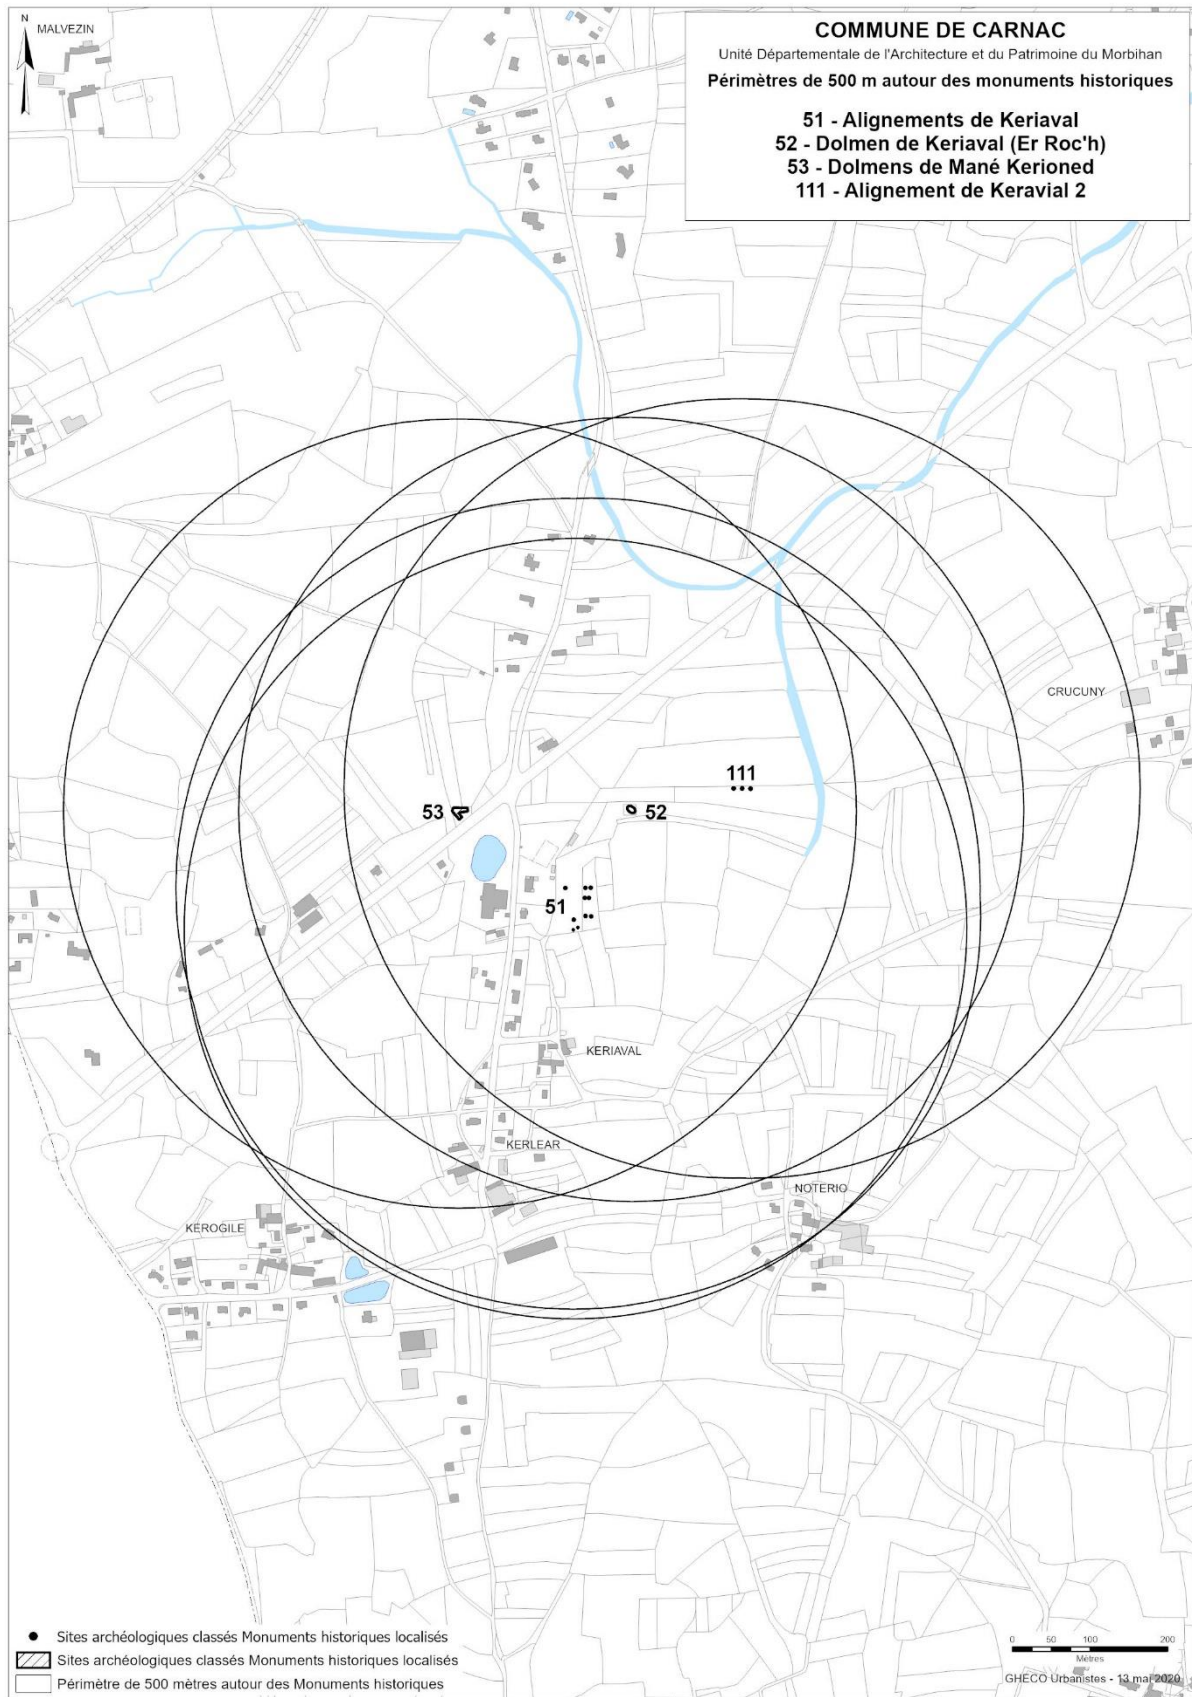 N
MALVEZIN
COMMUNE DE CARNAC
Unité Départementale de l'Architecture et du Patrimoine du Morbihan
Périmètres de 500 m autour des monuments historiques
51 - Alignements de Keriaval
52 - Dolmen de Keriaval (Er Roc'h)
53 - Dolmens de Mané Kerioned
111 - Alignement de Keravial 2
CRUCUNY
111
53
52
51
KERIAVAL
KERLEAR
NOTERIO
KEROGILE
● Sites archéologiques classés Monuments historiques localisés
Sites archéologiques classés Monuments historiques localisés
Périmètre de 500 mètres autour des Monuments historiques
0 50 100 200
Mètres
GHECO Urbanistes - 13 mai 2020